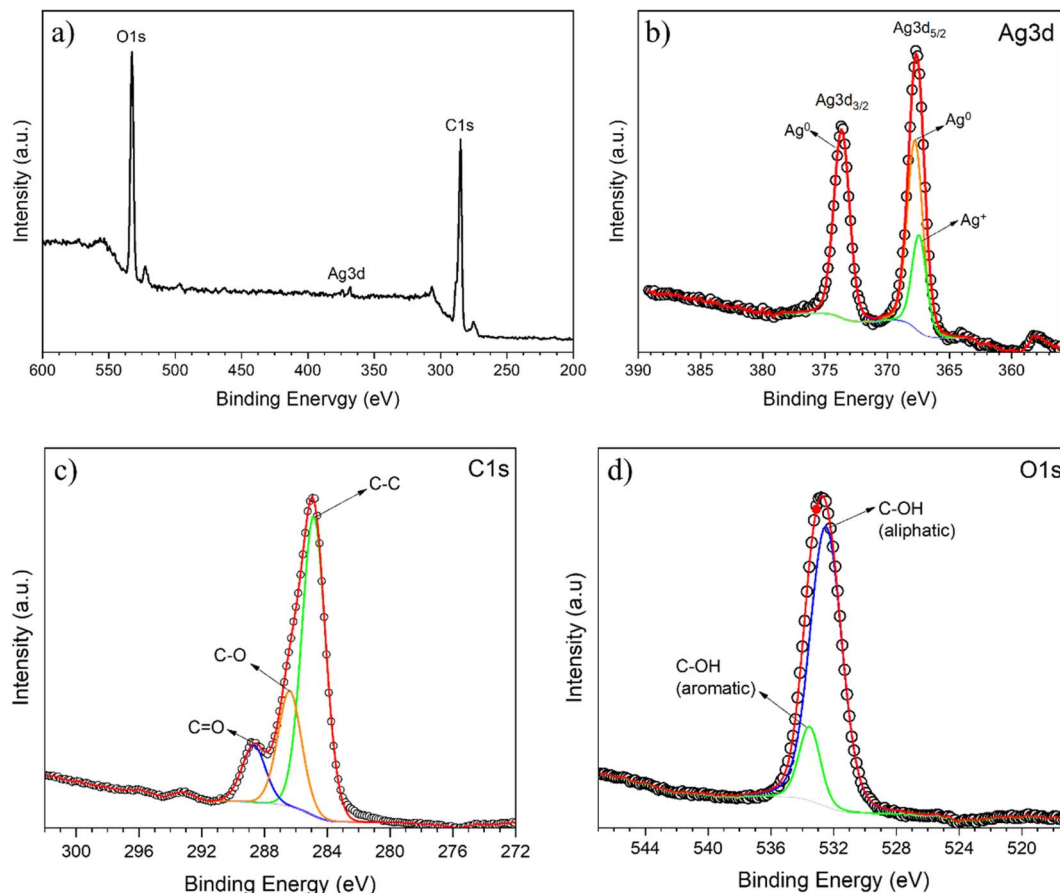 a)
O1s
C1s
Ag3d
Intensity (a.u.)
600 550 500 450 400 350 300 250 200
Binding Enervgy (eV)
b)
Ag3d
Ag3d5/2
Ag3d3/2
Ag⁰
Ag⁰
Ag⁺
Intensity (a.u.)
390 385 380 375 370 365 360
Binding Energy (eV)
c)
C1s
C-C
C-O
C=O
Intensity (a.u.)
300 296 292 288 284 280 276 272
Binding Energy (eV)
d)
O1s
C-OH
(aliphatic)
C-OH
(aromatic)
Intensity (a.u)
544 540 536 532 528 524 520
Binding Energy (eV)